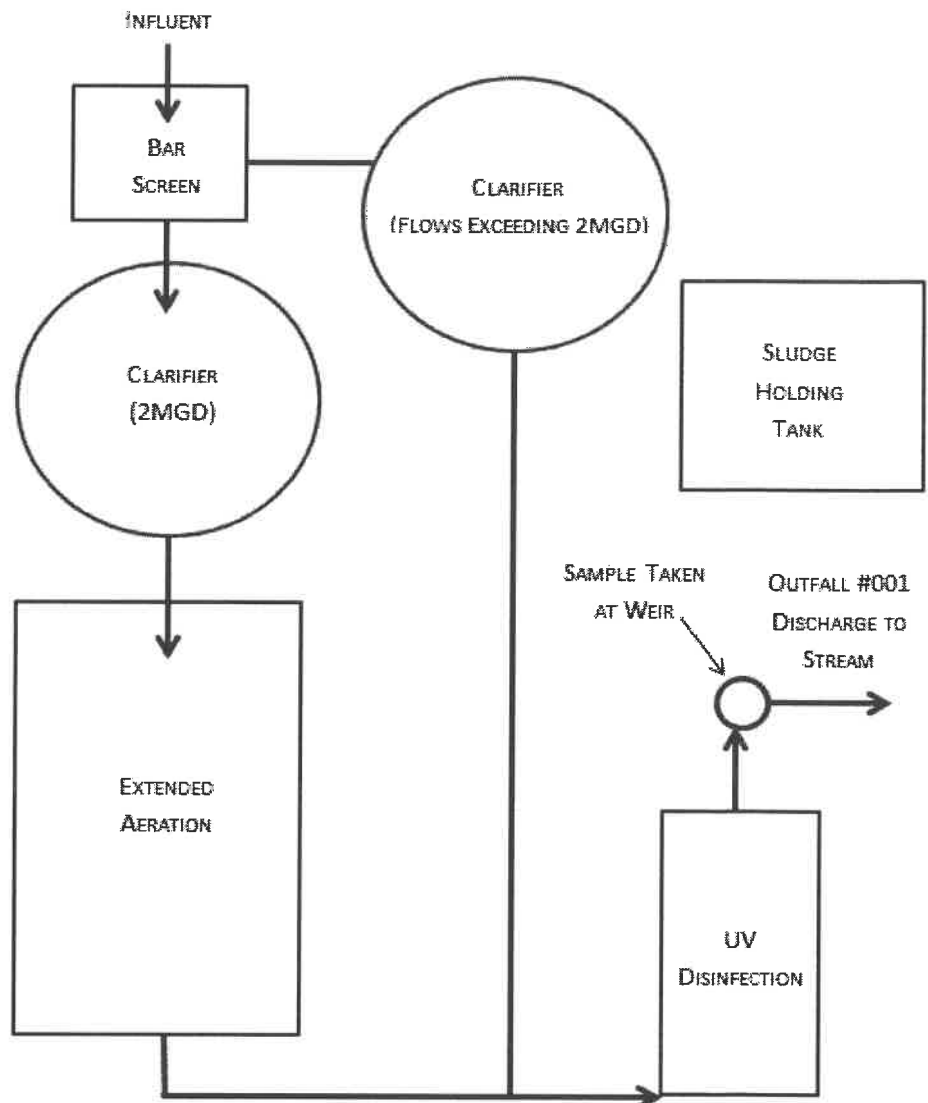 INFLUENT
BAR
SCREEN
CLARIFIER
(FLOWS EXCEEDING 2MGD)
CLARIFIER
(2MGD)
SLUDGE
HOLDING
TANK
SAMPLE TAKEN
AT WEIR
OUTFALL #001
DISCHARGE TO
STREAM
EXTENDED
AERATION
UV
DISINFECTION